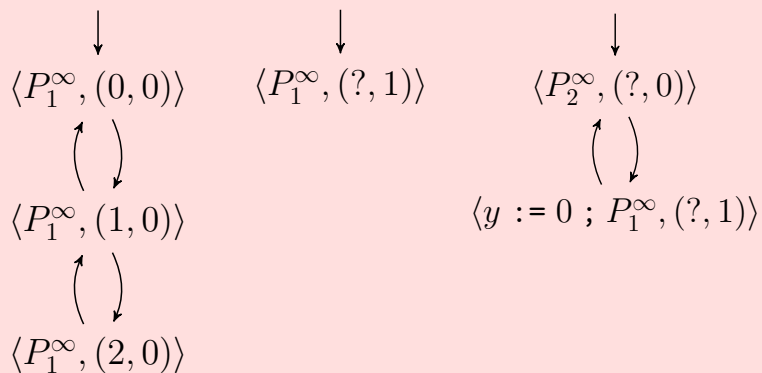 ⟨P₁^∞, (0, 0)⟩ ⟨P₁^∞, (?, 1)⟩ ⟨P₂^∞, (?, 0)⟩
⟨P₁^∞, (1, 0)⟩ ⟨y := 0 ; P₁^∞, (?, 1)⟩
⟨P₁^∞, (2, 0)⟩